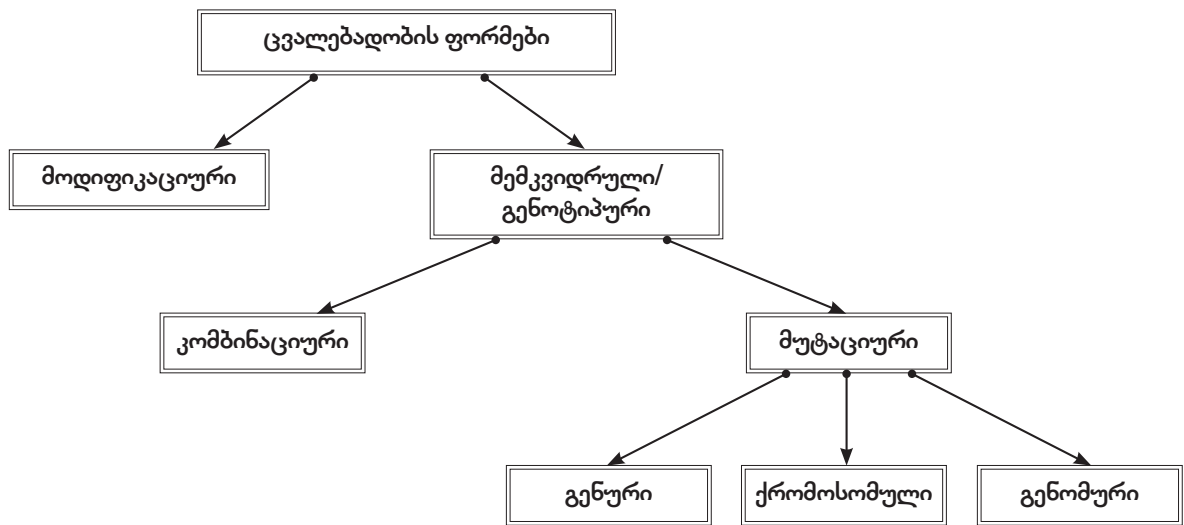 ცვალებადობის ფორმები
მოდიფიკაციური
მემკვიდრული/
გენოტიპური
კომბინაციური
მუტაციური
გენური
ქრომოსომული
გენომური